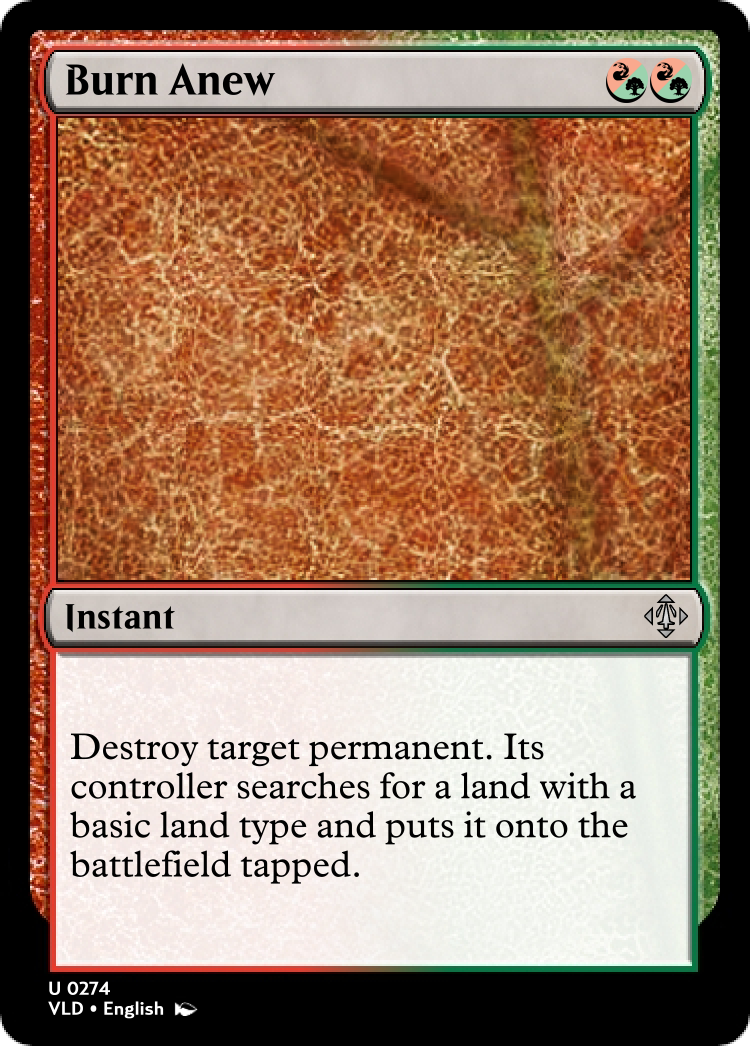 Burn Anew
Instant
Destroy target permanent. Its
controller searches for a land with a
basic land type and puts it onto the
battlefield tapped.
U 0274
VLD • English